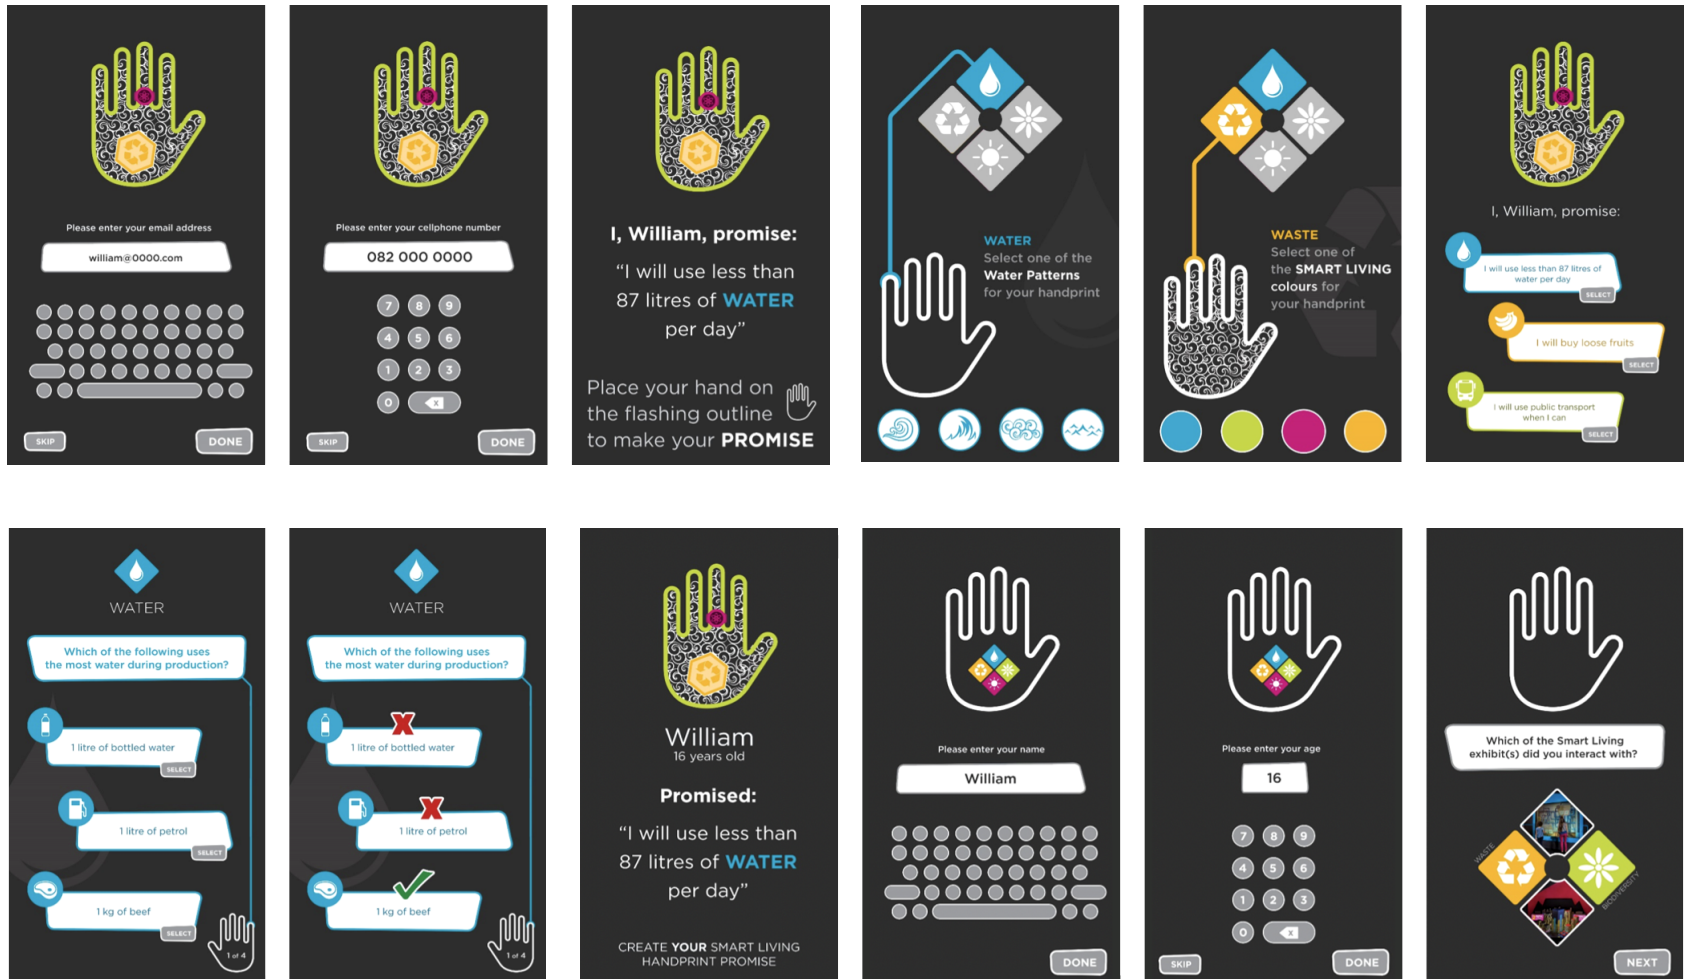 Please enter your email address
william@0000.com
SKIP
DONE
Please enter your cellphone number
082 000 0000
7 8 9
4 5 6
1 2 3
0 X
SKIP
DONE
I, William, promise:
“I will use less than
87 litres of WATER
per day”
Place your hand on
the flashing outline
to make your PROMISE
WATER
Select one of the
Water Patterns
for your handprint
WASTE
Select one of
the SMART LIVING
colours for
your handprint
I, William, promise:
I will use less than 87 litres of
water per day
SELECT
I will buy loose fruits
SELECT
I will use public transport
when I can
SELECT
WATER
Which of the following uses
the most water during production?
1 litre of bottled water
SELECT
1 litre of petrol
SELECT
1 kg of beef
SELECT
1 of 4
WATER
Which of the following uses
the most water during production?
1 litre of bottled water
1 litre of petrol
1 kg of beef
1 of 4
William
16 years old
Promised:
“I will use less than
87 litres of WATER
per day”
CREATE YOUR SMART LIVING
HANDPRINT PROMISE
Please enter your name
William
DONE
Please enter your age
16
7 8 9
4 5 6
1 2 3
0 X
SKIP
DONE
Which of the Smart Living
exhibit(s) did you interact with?
WASTE
BIODIVERSITY
NEXT